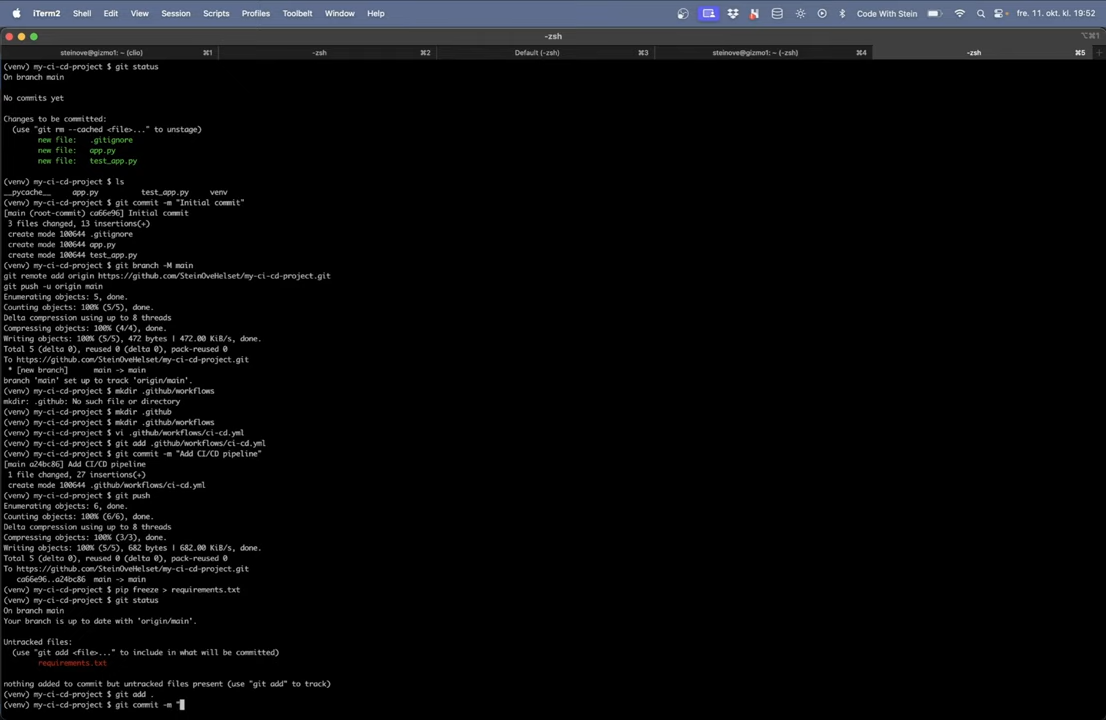 iTerm2 Shell Edit View Session Scripts Profiles Toolbelt Window Help Code With Stein fre. 11. okt. kl. 19:52
-zsh ⌥⌘1
steinove@gizmo1: ~ (clio) ⌘1 -zsh ⌘2 Default (-zsh) ⌘3 steinove@gizmo1: ~ (-zsh) ⌘4 -zsh ⌘5
(venv) my-ci-cd-project $ git status
On branch main
No commits yet
Changes to be committed:
(use "git rm --cached <file>..." to unstage)
new file: .gitignore
new file: app.py
new file: test_app.py
(venv) my-ci-cd-project $ ls
__pycache__ app.py test_app.py venv
(venv) my-ci-cd-project $ git commit -m "Initial commit"
[main (root-commit) ca66e96] Initial commit
3 files changed, 13 insertions(+)
create mode 100644 .gitignore
create mode 100644 app.py
create mode 100644 test_app.py
(venv) my-ci-cd-project $ git branch -M main
git remote add origin https://github.com/SteinOveHelset/my-ci-cd-project.git
git push -u origin main
Enumerating objects: 5, done.
Counting objects: 100% (5/5), done.
Delta compression using up to 8 threads
Compressing objects: 100% (4/4), done.
Writing objects: 100% (5/5), 472 bytes | 472.00 KiB/s, done.
Total 5 (delta 0), reused 0 (delta 0), pack-reused 0
To https://github.com/SteinOveHelset/my-ci-cd-project.git
* [new branch] main -> main
branch 'main' set up to track 'origin/main'.
(venv) my-ci-cd-project $ mkdir .github/workflows
mkdir: .github: No such file or directory
(venv) my-ci-cd-project $ mkdir .github
(venv) my-ci-cd-project $ mkdir .github/workflows
(venv) my-ci-cd-project $ vi .github/workflows/ci-cd.yml
(venv) my-ci-cd-project $ git add .github/workflows/ci-cd.yml
(venv) my-ci-cd-project $ git commit -m "Add CI/CD pipeline"
[main a24bc86] Add CI/CD pipeline
1 file changed, 27 insertions(+)
create mode 100644 .github/workflows/ci-cd.yml
(venv) my-ci-cd-project $ git push
Enumerating objects: 6, done.
Counting objects: 100% (6/6), done.
Delta compression using up to 8 threads
Compressing objects: 100% (3/3), done.
Writing objects: 100% (5/5), 682 bytes | 682.00 KiB/s, done.
Total 5 (delta 0), reused 0 (delta 0), pack-reused 0
To https://github.com/SteinOveHelset/my-ci-cd-project.git
ca66e96..a24bc86 main -> main
(venv) my-ci-cd-project $ pip freeze > requirements.txt
(venv) my-ci-cd-project $ git status
On branch main
Your branch is up to date with 'origin/main'.
Untracked files:
(use "git add <file>..." to include in what will be committed)
requirements.txt
nothing added to commit but untracked files present (use "git add" to track)
(venv) my-ci-cd-project $ git add .
(venv) my-ci-cd-project $ git commit -m "